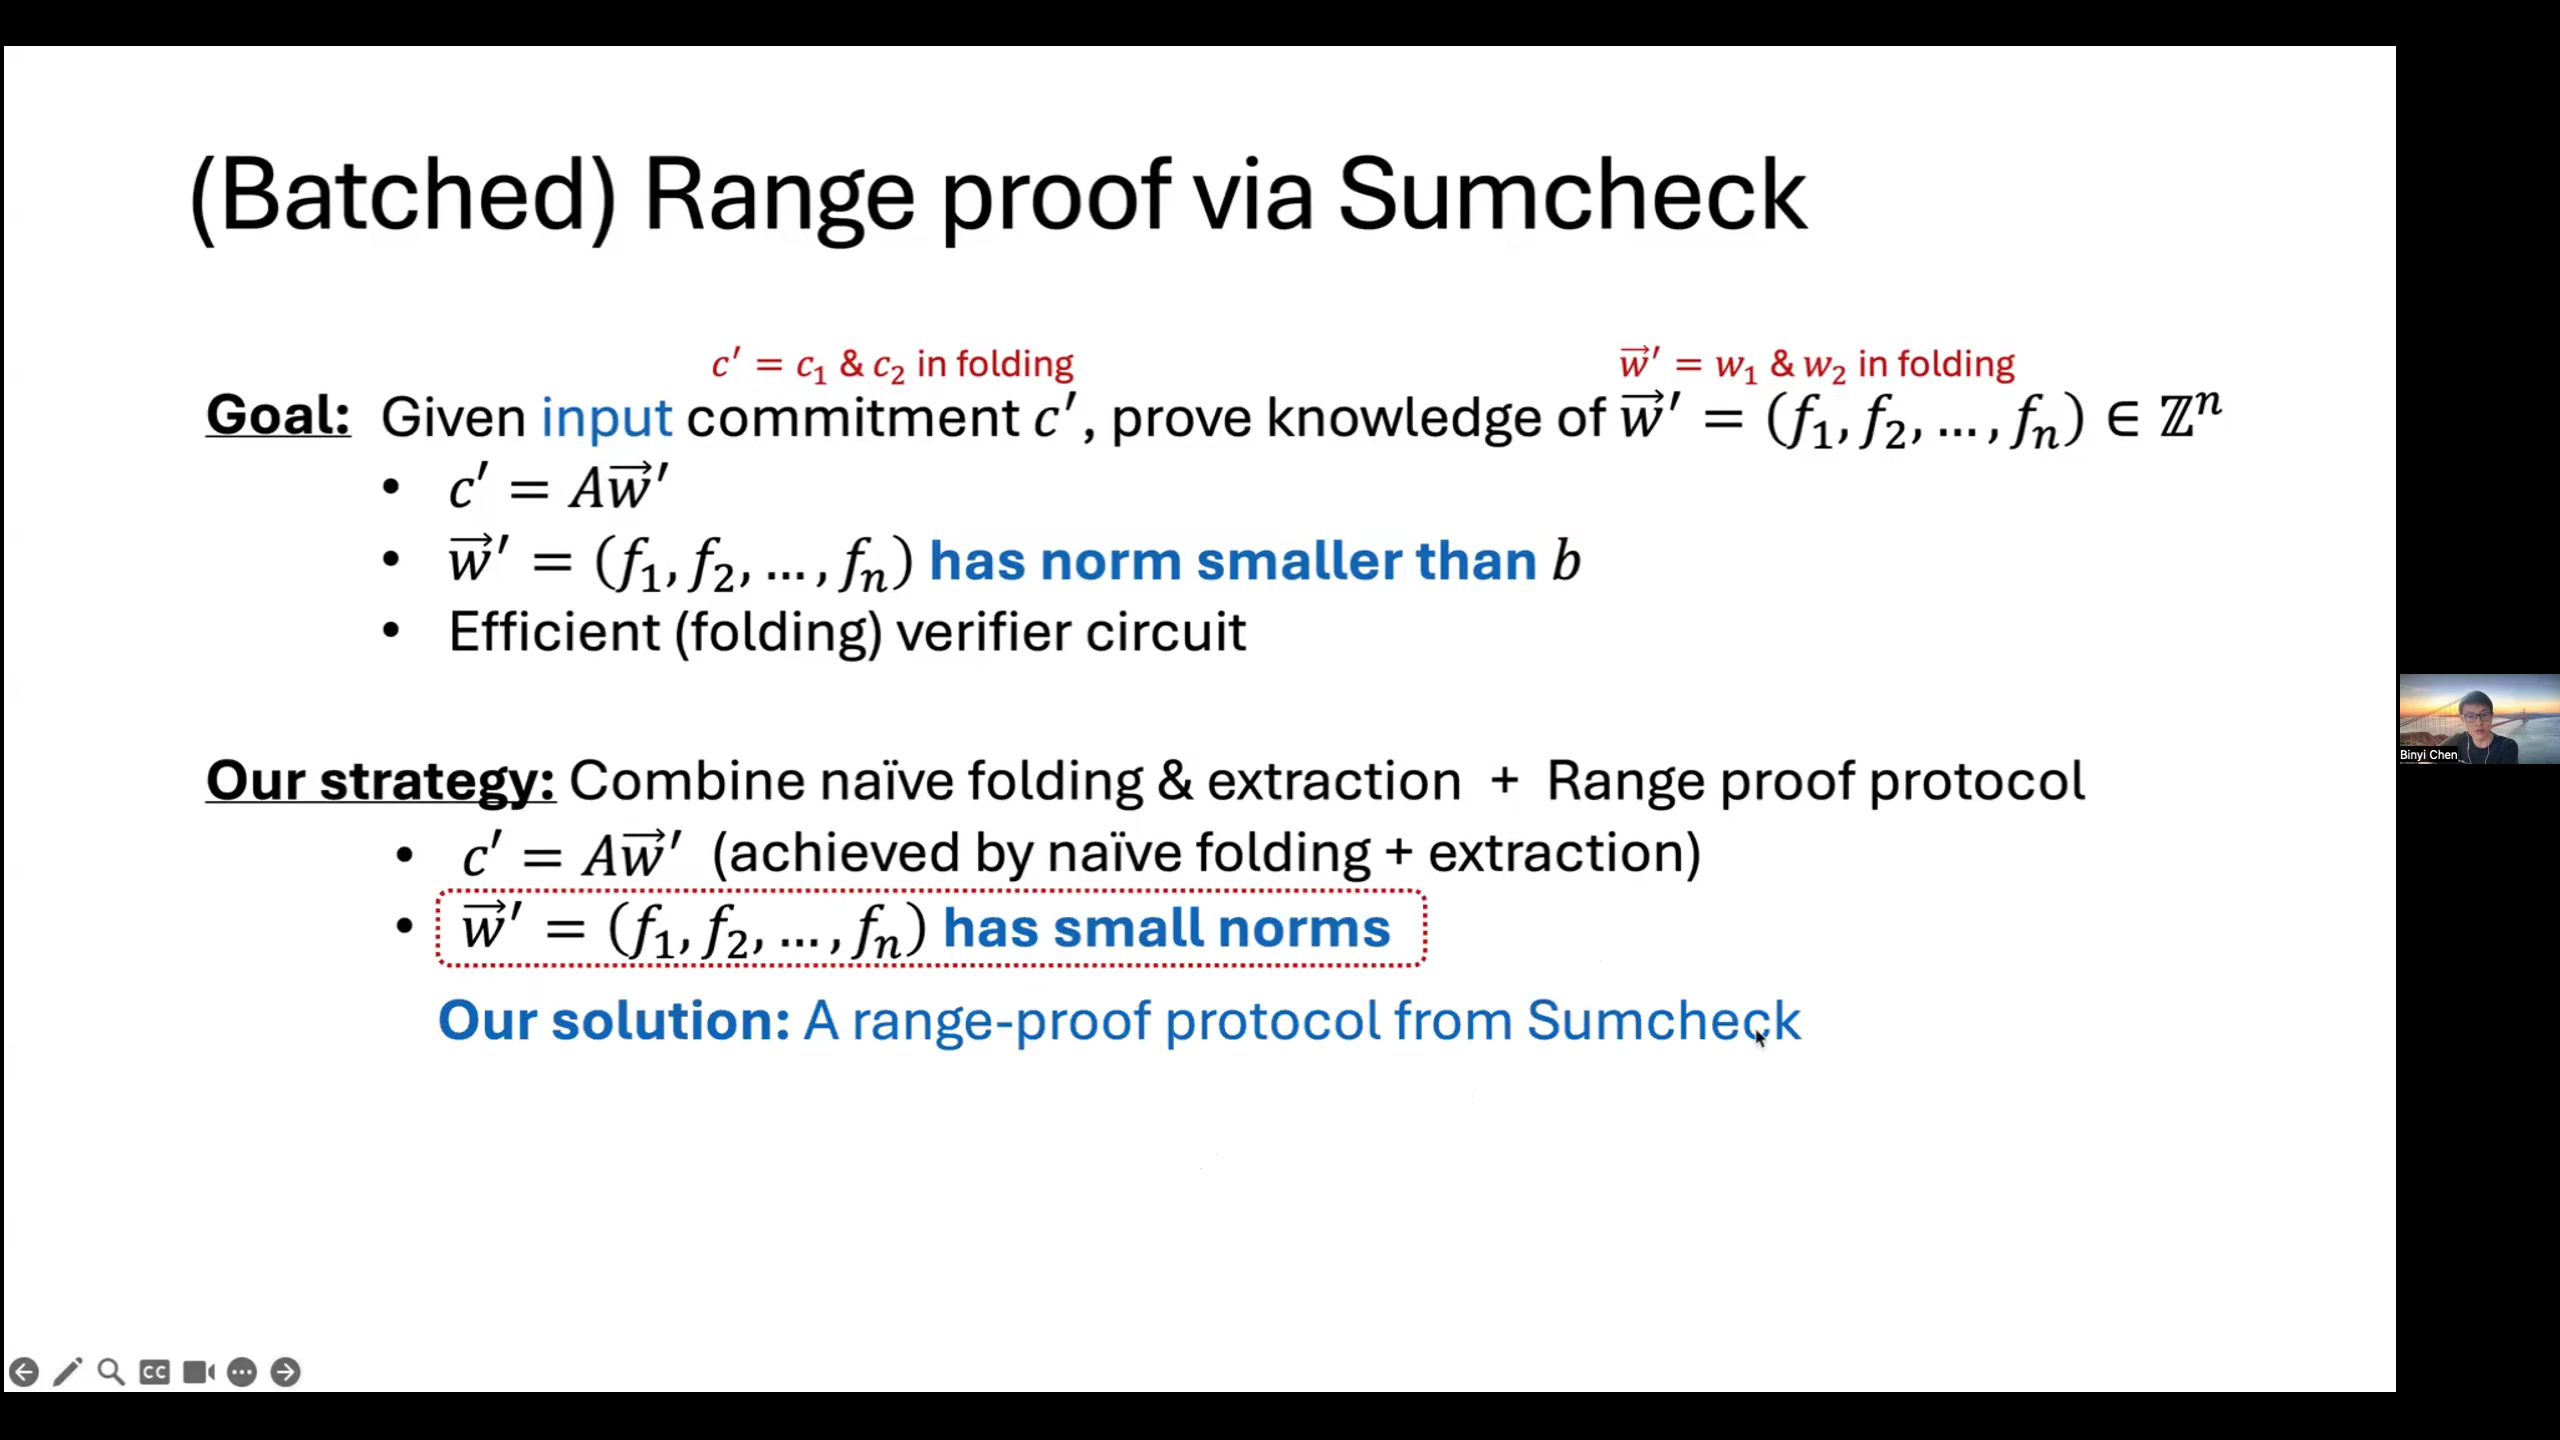 (Batched) Range proof via Sumcheck
c′ = c₁ & c₂ in folding
w⃗′ = w₁ & w₂ in folding
Goal: Given input commitment c′, prove knowledge of w⃗′ = (f₁, f₂, ..., fₙ) ∈ ℤⁿ
• c′ = Aw⃗′
• w⃗′ = (f₁, f₂, ..., fₙ) has norm smaller than b
• Efficient (folding) verifier circuit
Our strategy: Combine naïve folding & extraction + Range proof protocol
• c′ = Aw⃗′ (achieved by naïve folding + extraction)
• w⃗′ = (f₁, f₂, ..., fₙ) has small norms
Our solution: A range-proof protocol from Sumcheck
Binyi Chen
CC